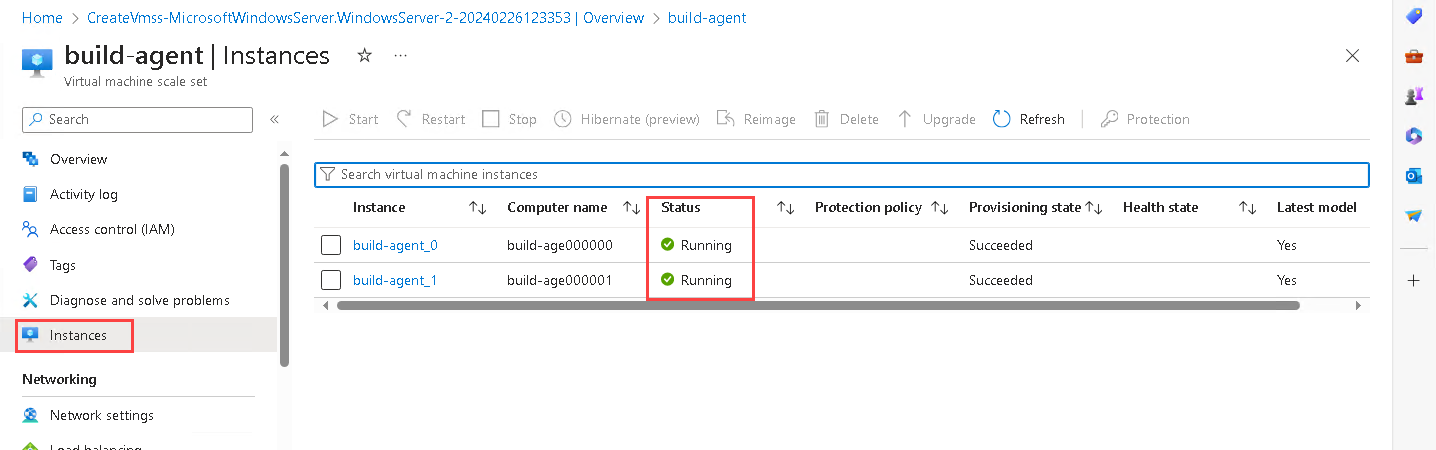 Home > CreateVmss-MicrosoftWindowsServer.WindowsServer-2-20240226123353 | Overview > build-agent
build-agent | Instances
Virtual machine scale set
Search
Start Restart Stop Hibernate (preview) Reimage Delete Upgrade Refresh Protection
Overview
Activity log
Access control (IAM)
Tags
Diagnose and solve problems
Instances
Networking
Network settings
Load balancing
Search virtual machine instances
Instance Computer name Status Protection policy Provisioning state Health state Latest model
build-agent_0 build-age000000 Running Succeeded Yes
build-agent_1 build-age000001 Running Succeeded Yes